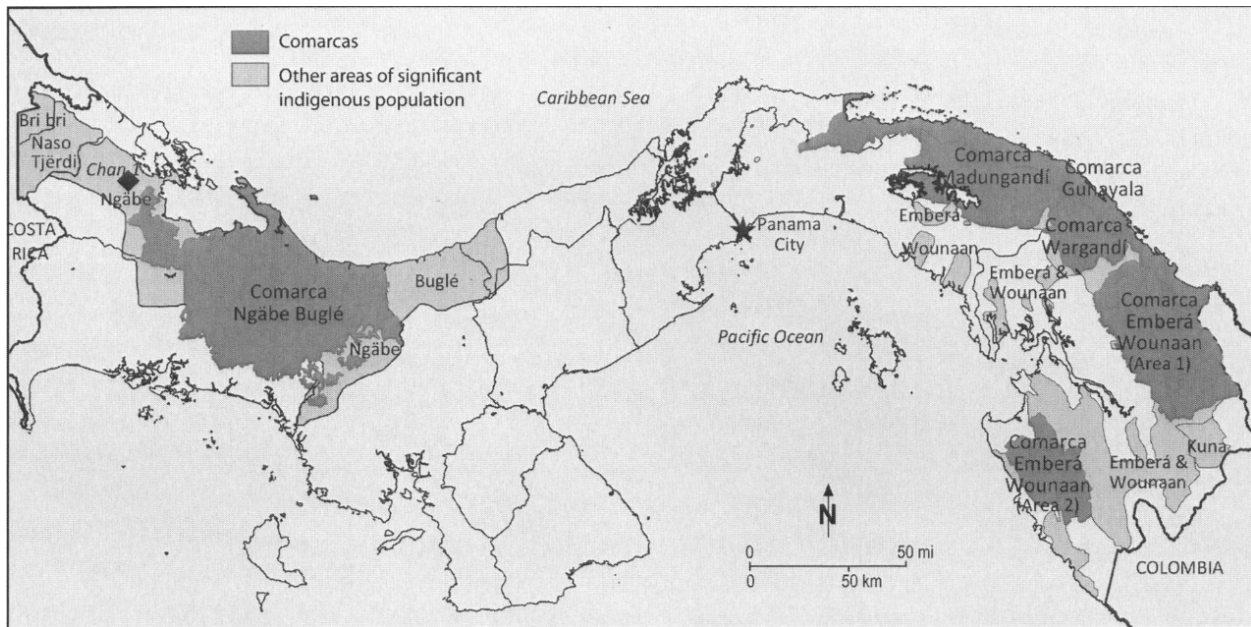 Comarcas
Other areas of significant
indigenous population
Caribbean Sea
Bri bri
Naso
Tjërdi
Chan 1
Ngäbe
COSTA
RICA
Comarca
Ngäbe Buglé
Buglé
Ngäbe
Panama
City
Pacific Ocean
Comarca
Madungandí
Comarca
Gunayala
Emberá
Wounaan
Comarca
Wargandí
Emberá &
Wounaan
Comarca
Emberá
Wounaan
(Area 1)
Comarca
Emberá
Wounaan
(Area 2)
Emberá &
Wounaan
Kuna
N
0 50 mi
0 50 km
COLOMBIA